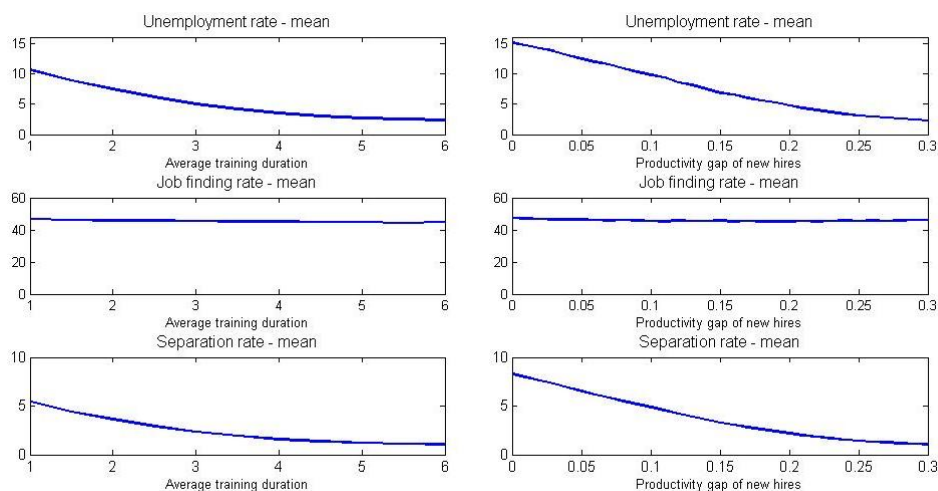 Unemployment rate - mean
15
10
5
0
1 2 3 4 5 6
Average training duration
Unemployment rate - mean
15
10
5
0
0 0.05 0.1 0.15 0.2 0.25 0.3
Productivity gap of new hires
Job finding rate - mean
60
40
20
0
1 2 3 4 5 6
Average training duration
Job finding rate - mean
60
40
20
0
0 0.05 0.1 0.15 0.2 0.25 0.3
Productivity gap of new hires
Separation rate - mean
10
5
0
1 2 3 4 5 6
Average training duration
Separation rate - mean
10
5
0
0 0.05 0.1 0.15 0.2 0.25 0.3
Productivity gap of new hires